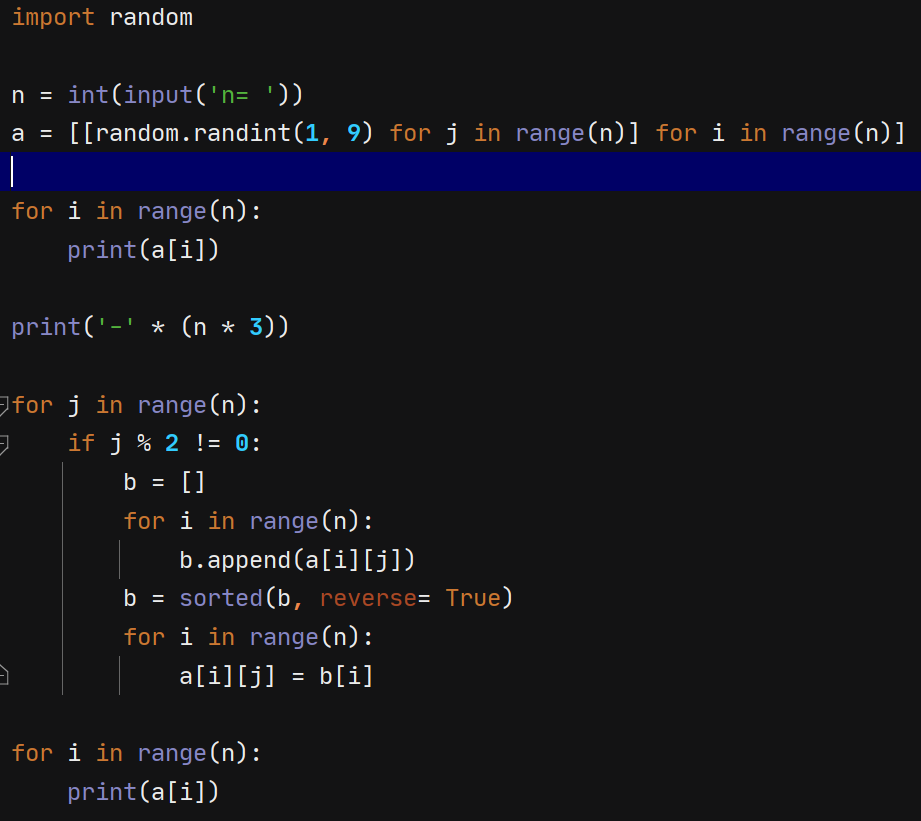 import random
n = int(input('n= '))
a = [[random.randint(1, 9) for j in range(n)] for i in range(n)]
for i in range(n):
    print(a[i])
print('-' * (n * 3))
for j in range(n):
    if j % 2 != 0:
        b = []
        for i in range(n):
            b.append(a[i][j])
        b = sorted(b, reverse= True)
        for i in range(n):
            a[i][j] = b[i]
for i in range(n):
    print(a[i])